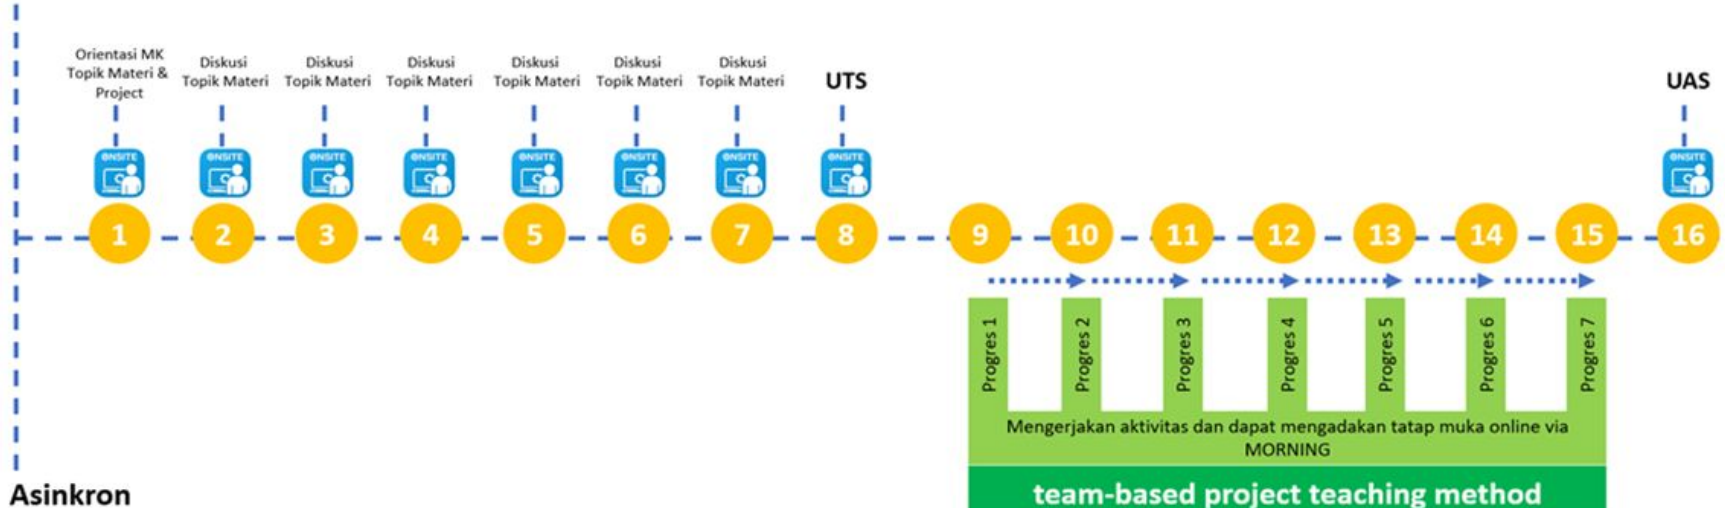 Orientasi MK
Topik Materi &
Project
Diskusi
Topik Materi
Diskusi
Topik Materi
Diskusi
Topik Materi
Diskusi
Topik Materi
Diskusi
Topik Materi
Diskusi
Topik Materi
UTS
UAS
ONSITE
ONSITE
ONSITE
ONSITE
ONSITE
ONSITE
ONSITE
ONSITE
ONSITE
1
2
3
4
5
6
7
8
9
10
11
12
13
14
15
16
Progres 1
Progres 2
Progres 3
Progres 4
Progres 5
Progres 6
Progres 7
Mengerjakan aktivitas dan dapat mengadakan tatap muka online via
MORNING
team-based project teaching method
Asinkron